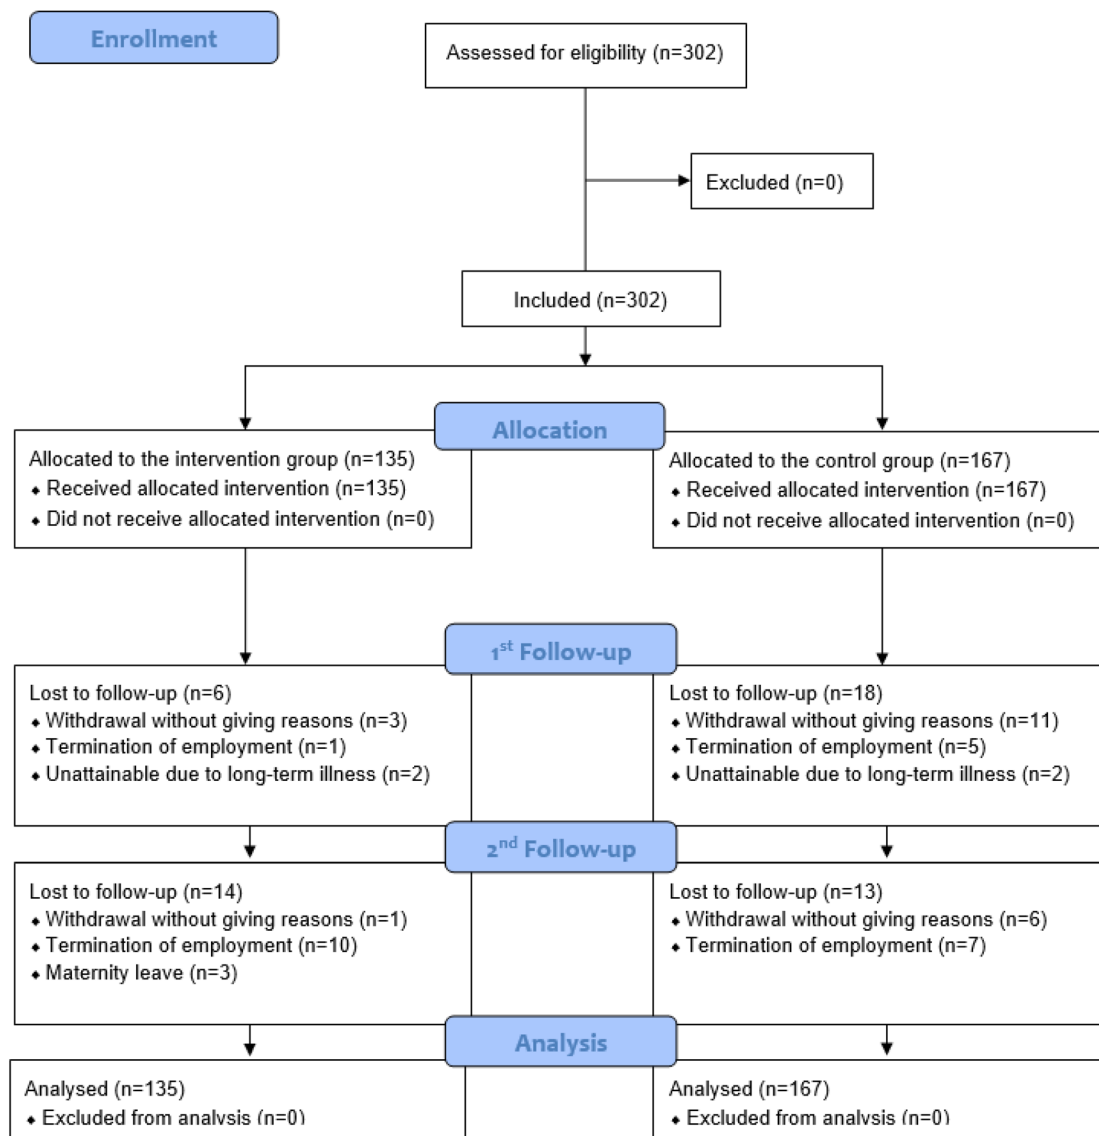 Enrollment
Assessed for eligibility (n=302)
Excluded (n=0)
Included (n=302)
Allocation
Allocated to the intervention group (n=135)
⬥ Received allocated intervention (n=135)
⬥ Did not receive allocated intervention (n=0)
Allocated to the control group (n=167)
⬥ Received allocated intervention (n=167)
⬥ Did not receive allocated intervention (n=0)
1st Follow-up
Lost to follow-up (n=6)
⬥ Withdrawal without giving reasons (n=3)
⬥ Termination of employment (n=1)
⬥ Unattainable due to long-term illness (n=2)
Lost to follow-up (n=18)
⬥ Withdrawal without giving reasons (n=11)
⬥ Termination of employment (n=5)
⬥ Unattainable due to long-term illness (n=2)
2nd Follow-up
Lost to follow-up (n=14)
⬥ Withdrawal without giving reasons (n=1)
⬥ Termination of employment (n=10)
⬥ Maternity leave (n=3)
Lost to follow-up (n=13)
⬥ Withdrawal without giving reasons (n=6)
⬥ Termination of employment (n=7)
Analysis
Analysed (n=135)
⬥ Excluded from analysis (n=0)
Analysed (n=167)
⬥ Excluded from analysis (n=0)